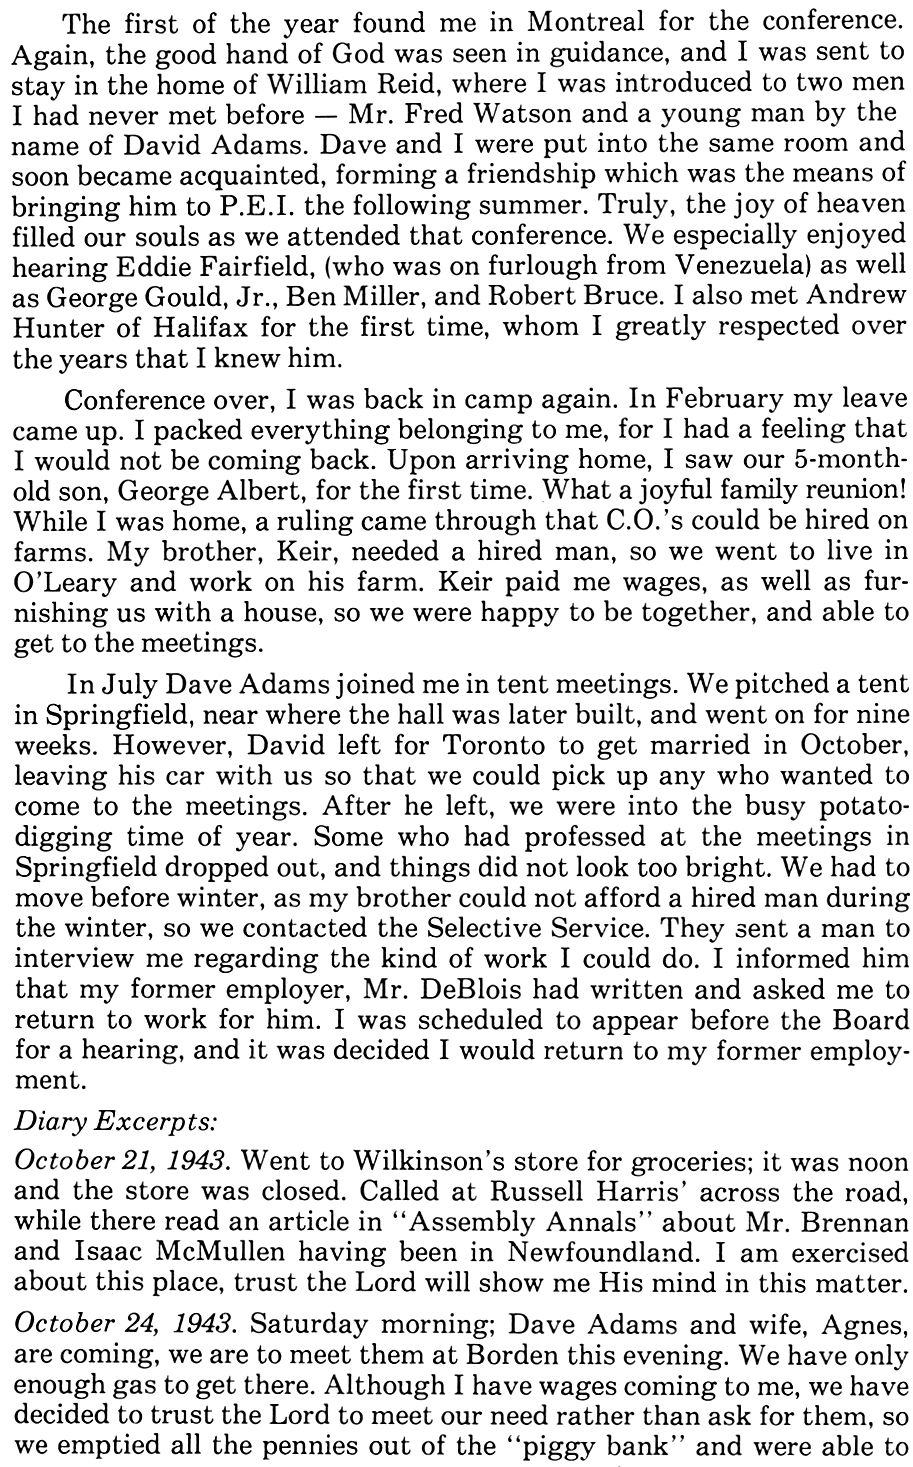 The first of the year found me in Montreal for the conference.
Again, the good hand of God was seen in guidance, and I was sent to
stay in the home of William Reid, where I was introduced to two men
I had never met before — Mr. Fred Watson and a young man by the
name of David Adams. Dave and I were put into the same room and
soon became acquainted, forming a friendship which was the means of
bringing him to P.E.I. the following summer. Truly, the joy of heaven
filled our souls as we attended that conference. We especially enjoyed
hearing Eddie Fairfield, (who was on furlough from Venezuela) as well
as George Gould, Jr., Ben Miller, and Robert Bruce. I also met Andrew
Hunter of Halifax for the first time, whom I greatly respected over
the years that I knew him.
Conference over, I was back in camp again. In February my leave
came up. I packed everything belonging to me, for I had a feeling that
I would not be coming back. Upon arriving home, I saw our 5-month-
old son, George Albert, for the first time. What a joyful family reunion!
While I was home, a ruling came through that C.O.'s could be hired on
farms. My brother, Keir, needed a hired man, so we went to live in
O'Leary and work on his farm. Keir paid me wages, as well as fur-
nishing us with a house, so we were happy to be together, and able to
get to the meetings.
In July Dave Adams joined me in tent meetings. We pitched a tent
in Springfield, near where the hall was later built, and went on for nine
weeks. However, David left for Toronto to get married in October,
leaving his car with us so that we could pick up any who wanted to
come to the meetings. After he left, we were into the busy potato-
digging time of year. Some who had professed at the meetings in
Springfield dropped out, and things did not look too bright. We had to
move before winter, as my brother could not afford a hired man during
the winter, so we contacted the Selective Service. They sent a man to
interview me regarding the kind of work I could do. I informed him
that my former employer, Mr. DeBlois had written and asked me to
return to work for him. I was scheduled to appear before the Board
for a hearing, and it was decided I would return to my former employ-
ment.
Diary Excerpts:
October 21, 1943. Went to Wilkinson's store for groceries; it was noon
and the store was closed. Called at Russell Harris' across the road,
while there read an article in "Assembly Annals" about Mr. Brennan
and Isaac McMullen having been in Newfoundland. I am exercised
about this place, trust the Lord will show me His mind in this matter.
October 24, 1943. Saturday morning; Dave Adams and wife, Agnes,
are coming, we are to meet them at Borden this evening. We have only
enough gas to get there. Although I have wages coming to me, we have
decided to trust the Lord to meet our need rather than ask for them, so
we emptied all the pennies out of the "piggy bank" and were able to